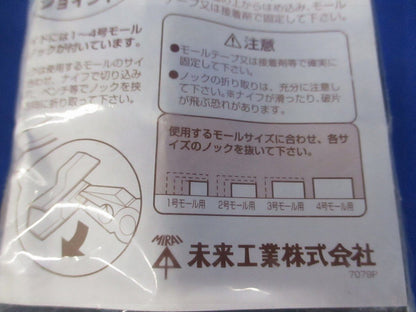 ジョイント
イドには1〜4号モール
ノックが付いています。
クは使用するモールのサイ
合わせ、ナイフで切り込み
ペンチ等でノックを挟
に折り取って下さい。
上からはめ込み、モール
テープ又は接着剤で固定して下さい。
⚠注意
●モールテープ又は接着剤等で確実に
固定して下さい。
●ノックの折り取りは、充分に注意し
て下さい。※ナイフが滑ったり、破片
が飛ぶ恐れがあります。
使用するモールサイズに合わせ、各サ
イズのノックを抜いて下さい。
1号モール用 2号モール用 3号モール用 4号モール用
MIRAI
未来工業株式会社
7079P